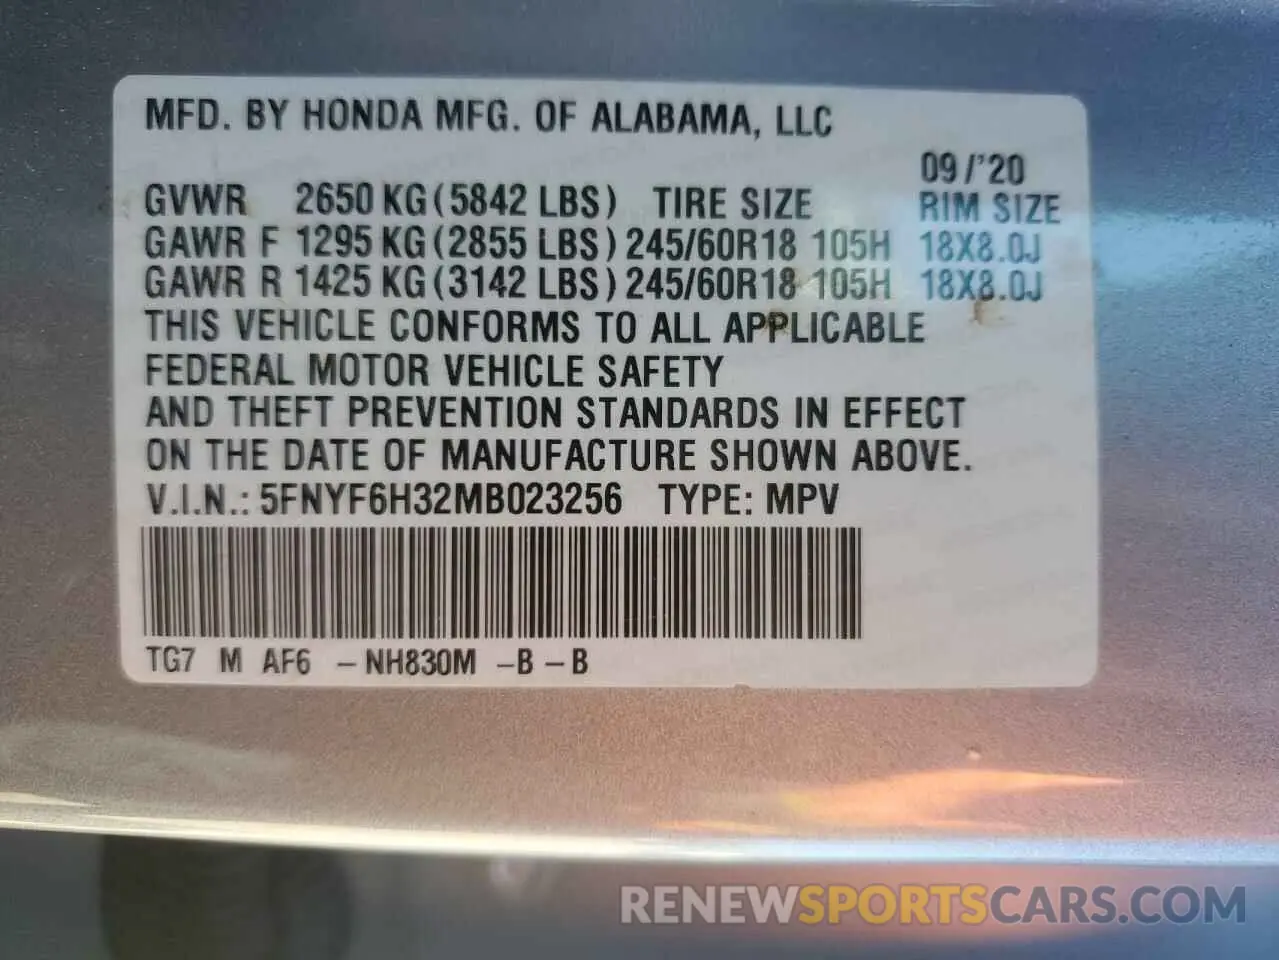 MFD. BY HONDA MFG. OF ALABAMA, LLC
09/'20
GVWR 2650 KG (5842 LBS) TIRE SIZE RIM SIZE
GAWR F 1295 KG (2855 LBS) 245/60R18 105H 18X8.0J
GAWR R 1425 KG (3142 LBS) 245/60R18 105H 18X8.0J
THIS VEHICLE CONFORMS TO ALL APPLICABLE
FEDERAL MOTOR VEHICLE SAFETY
AND THEFT PREVENTION STANDARDS IN EFFECT
ON THE DATE OF MANUFACTURE SHOWN ABOVE.
V.I.N.: 5FNYF6H32MB023256 TYPE: MPV
TG7 M AF6 -NH830M -B -B
RENEWSPORTSCARS.COM